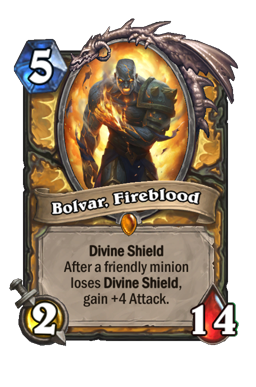 5
Bolvar, Fireblood
Divine Shield
After a friendly minion
loses Divine Shield,
gain +4 Attack.
2
14